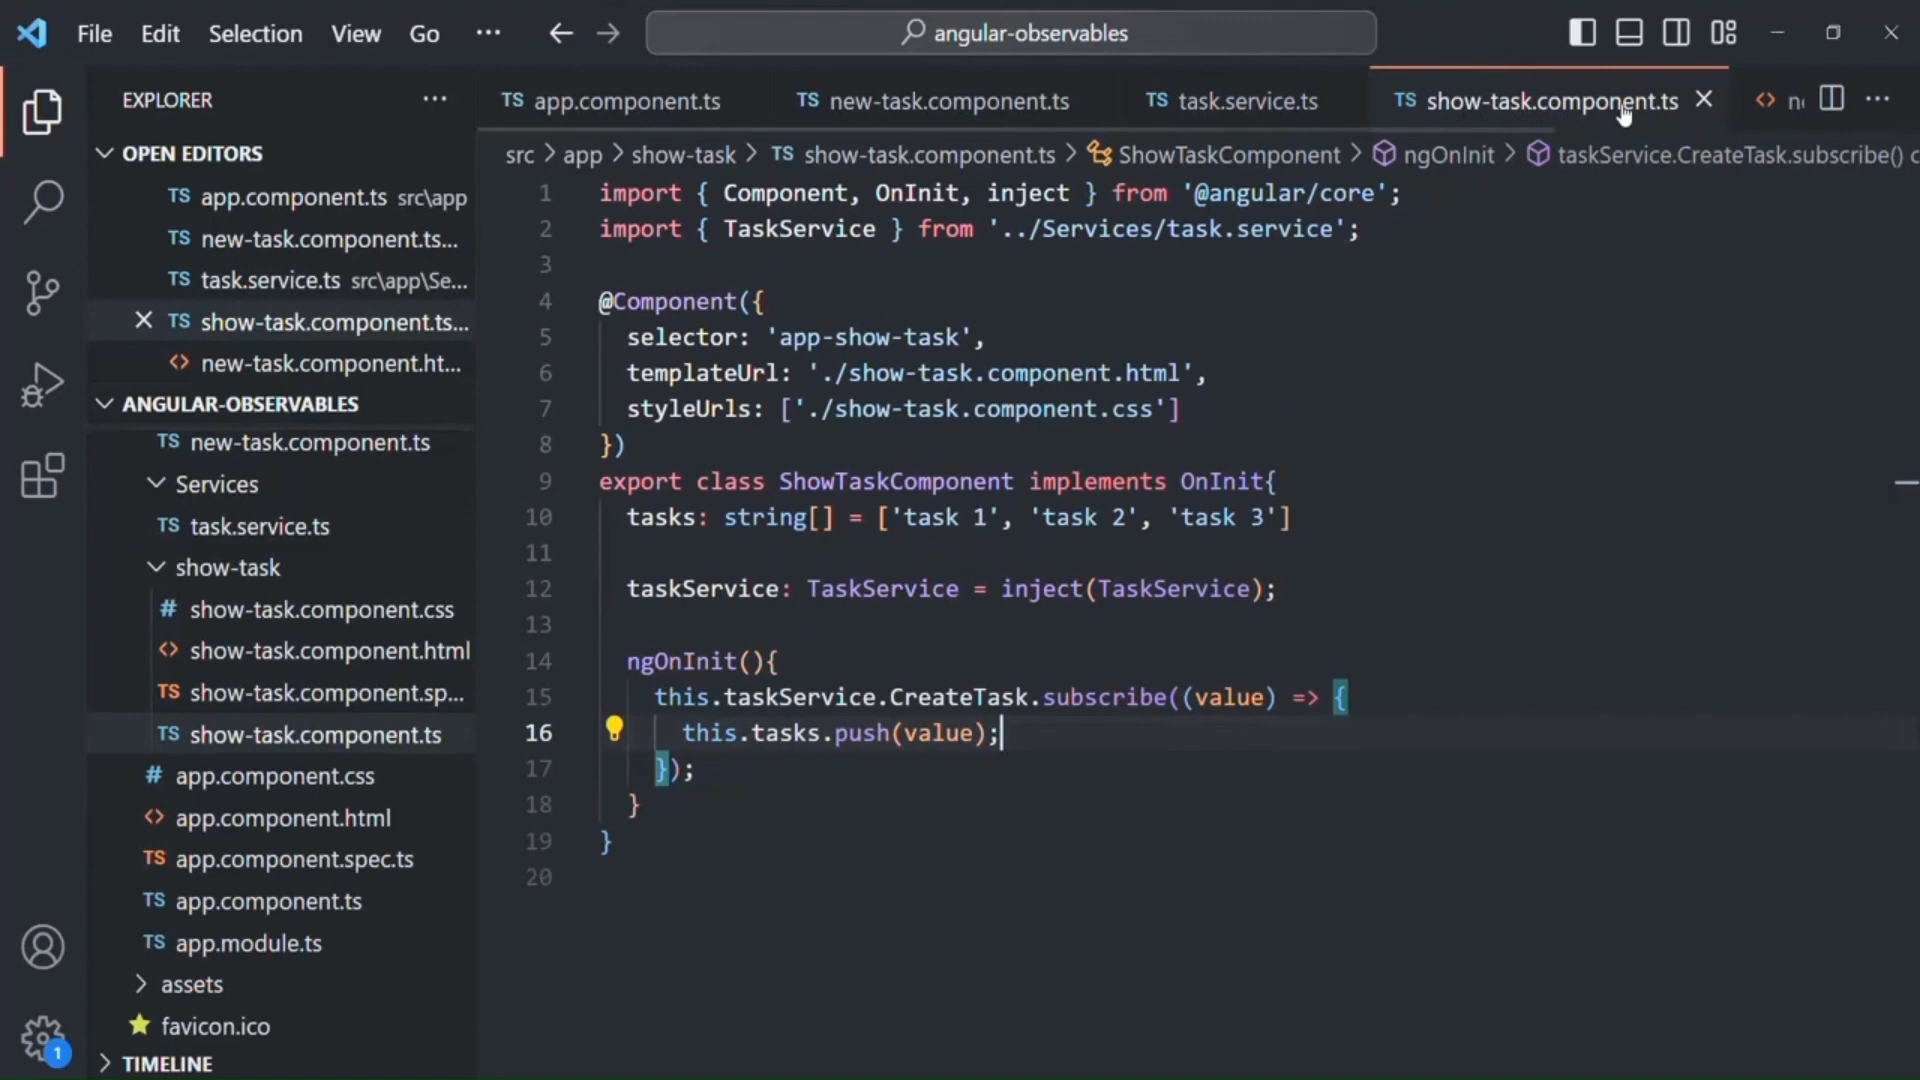 File Edit Selection View Go ··· angular-observables
EXPLORER ···
OPEN EDITORS
TS app.component.ts src\app
TS new-task.component.ts...
TS task.service.ts src\app\Se...
TS show-task.component.ts...
<> new-task.component.ht...
ANGULAR-OBSERVABLES
TS new-task.component.ts
Services
TS task.service.ts
show-task
# show-task.component.css
<> show-task.component.html
TS show-task.component.sp...
TS show-task.component.ts
# app.component.css
<> app.component.html
TS app.component.spec.ts
TS app.component.ts
TS app.module.ts
assets
favicon.ico
TIMELINE
1
TS app.component.ts TS new-task.component.ts TS task.service.ts TS show-task.component.ts <> ···
src > app > show-task > TS show-task.component.ts > ShowTaskComponent > ngOnInit > taskService.CreateTask.subscribe() c
1 import { Component, OnInit, inject } from '@angular/core';
2 import { TaskService } from '../Services/task.service';
3
4 @Component({
5 selector: 'app-show-task',
6 templateUrl: './show-task.component.html',
7 styleUrls: ['./show-task.component.css']
8 })
9 export class ShowTaskComponent implements OnInit{
10 tasks: string[] = ['task 1', 'task 2', 'task 3']
11
12 taskService: TaskService = inject(TaskService);
13
14 ngOnInit(){
15 this.taskService.CreateTask.subscribe((value) => {
16 this.tasks.push(value);
17 });
18 }
19 }
20